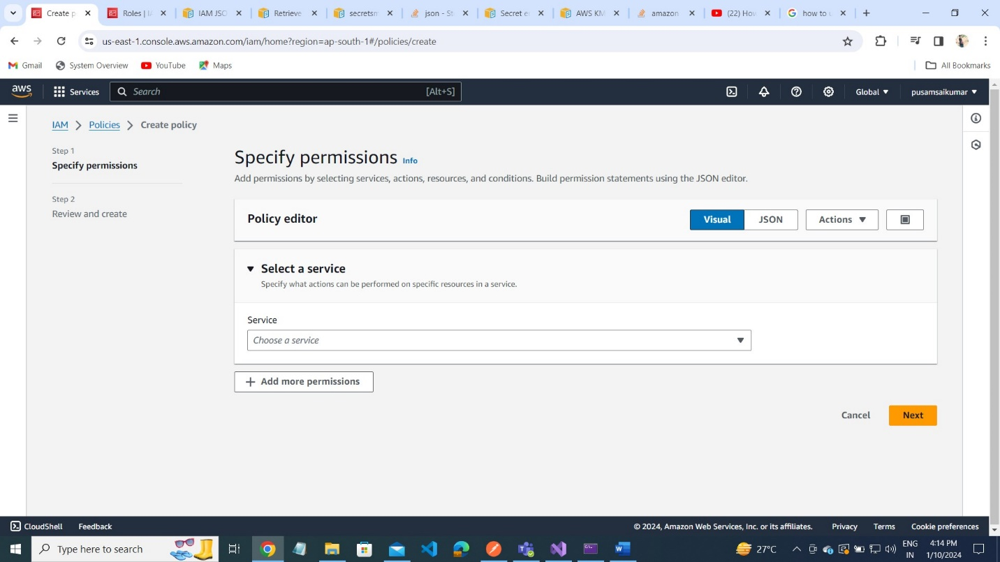 Create p
Roles | I
IAM JSO
Retrieve
secretsm
json - St
Secret e
AWS KM
amazon
(22) How
how to u
us-east-1.console.aws.amazon.com/iam/home?region=ap-south-1#/policies/create
Gmail
System Overview
YouTube
Maps
All Bookmarks
aws
Services
Search
[Alt+S]
Global
pusamsaikumar
IAM
Policies
Create policy
Step 1
Specify permissions
Step 2
Review and create
Specify permissions Info
Add permissions by selecting services, actions, resources, and conditions. Build permission statements using the JSON editor.
Policy editor
Visual
JSON
Actions
Select a service
Specify what actions can be performed on specific resources in a service.
Service
Choose a service
Add more permissions
Cancel
Next
CloudShell
Feedback
© 2024, Amazon Web Services, Inc. or its affiliates.
Privacy
Terms
Cookie preferences
Type here to search
27°C
ENG
IN
4:14 PM
1/10/2024